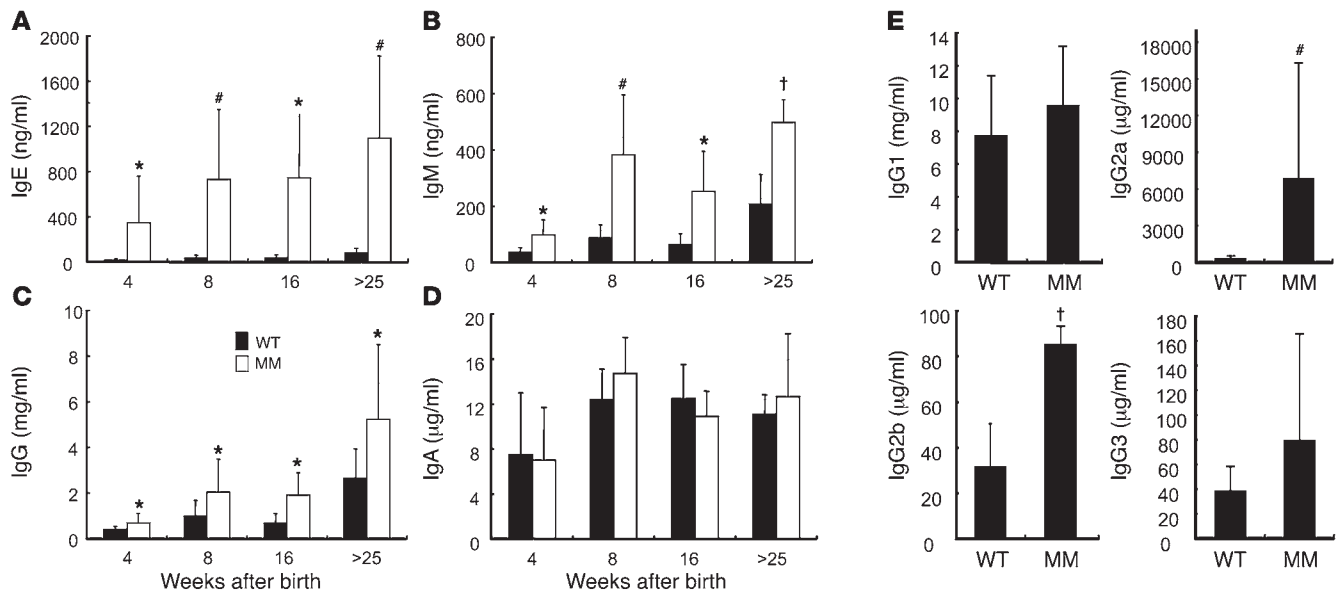 A
IgE (ng/ml)
2000
1600
1200
800
400
0
*
#
*
#
4 8 16 >25
B
IgM (ng/ml)
800
600
400
200
0
*
#
*
†
4 8 16 >25
C
IgG (mg/ml)
10
8
6
4
2
0
WT
MM
*
*
*
*
4 8 16 >25
Weeks after birth
D
IgA (µg/ml)
20
16
12
8
4
0
4 8 16 >25
Weeks after birth
E
IgG1 (mg/ml)
14
12
10
8
6
4
2
0
WT MM
IgG2a (µg/ml)
18000
15000
12000
9000
6000
3000
0
#
WT MM
IgG2b (µg/ml)
100
80
60
40
20
0
†
WT MM
IgG3 (µg/ml)
180
160
140
120
100
80
60
40
20
0
WT MM